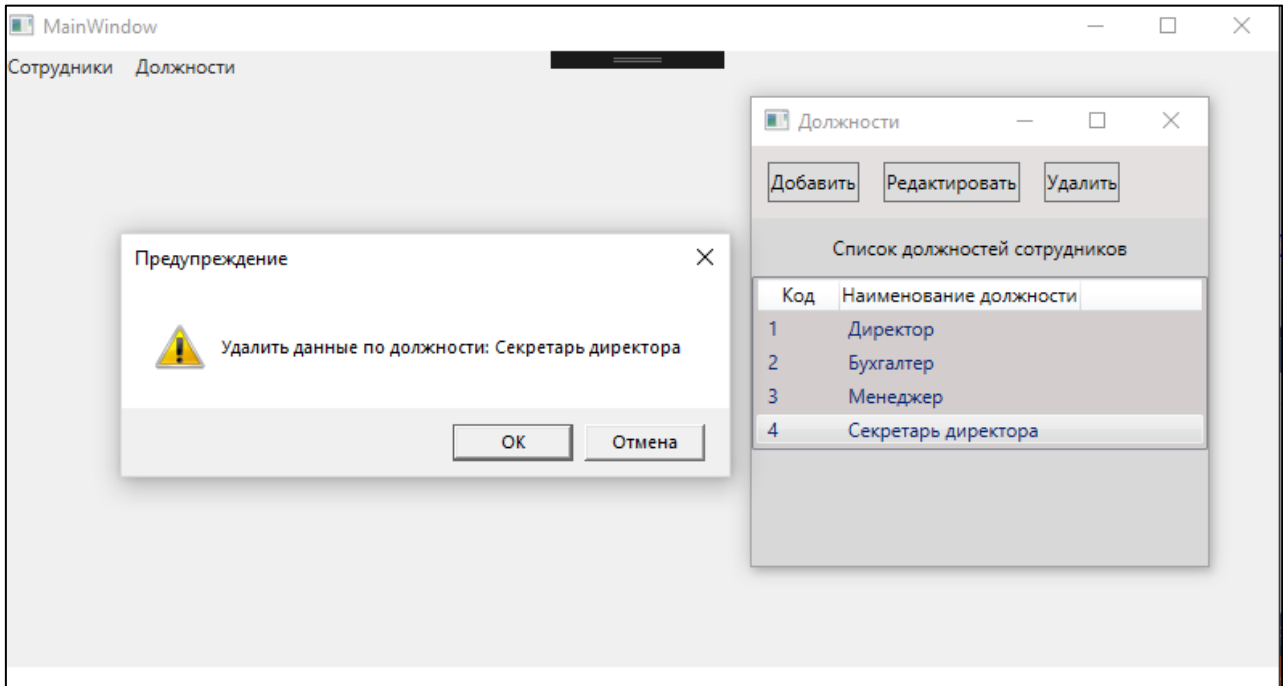 MainWindow
Сотрудники Должности
Должности
Добавить Редактировать Удалить
Список должностей сотрудников
Код Наименование должности
1 Директор
2 Бухгалтер
3 Менеджер
4 Секретарь директора
Предупреждение
Удалить данные по должности: Секретарь директора
ОК Отмена